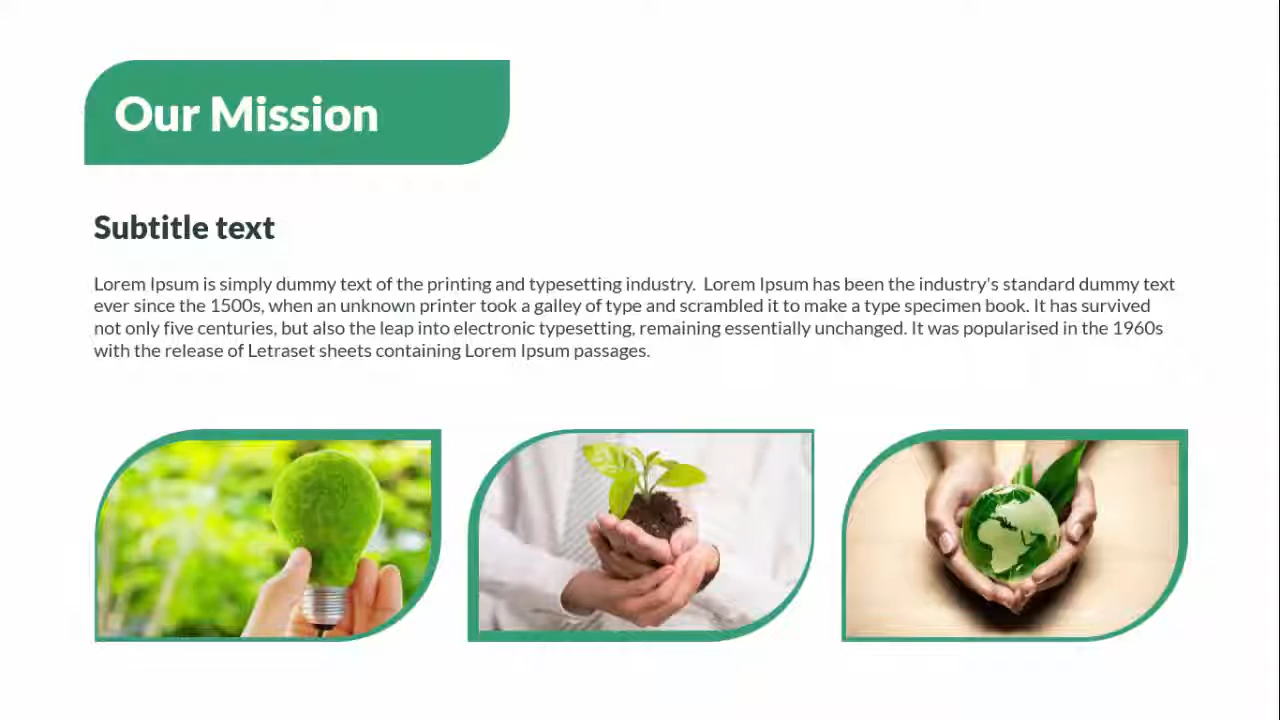 Our Mission
Subtitle text
Lorem Ipsum is simply dummy text of the printing and typesetting industry.  Lorem Ipsum has been the industry's standard dummy text
ever since the 1500s, when an unknown printer took a galley of type and scrambled it to make a type specimen book. It has survived
not only five centuries, but also the leap into electronic typesetting, remaining essentially unchanged. It was popularised in the 1960s
with the release of Letraset sheets containing Lorem Ipsum passages.